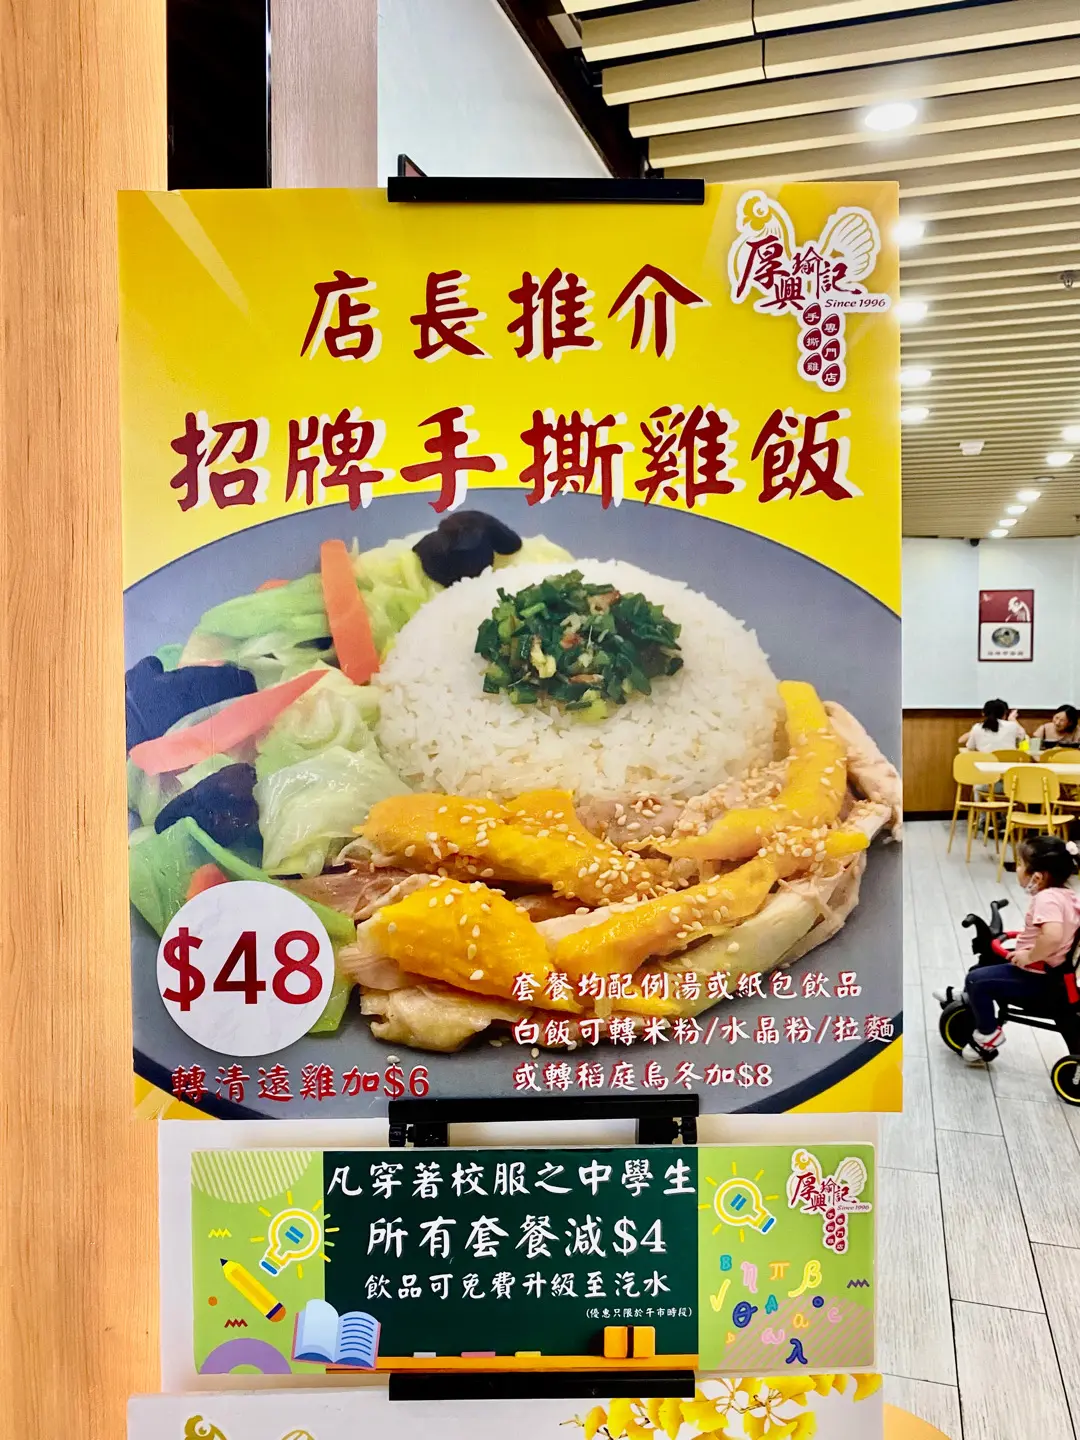 厚興瑜記
Since 1996
手撕雞
專門店
店長推介
招牌手撕雞飯
$48
套餐均配例湯或紙包飲品
白飯可轉米粉/水晶粉/拉麵
或轉稻庭烏冬加$8
轉清遠雞加$6
凡穿著校服之中學生
所有套餐減$4
飲品可免費升級至汽水
(優惠只限於午市時段)
厚興瑜記
Since 1996